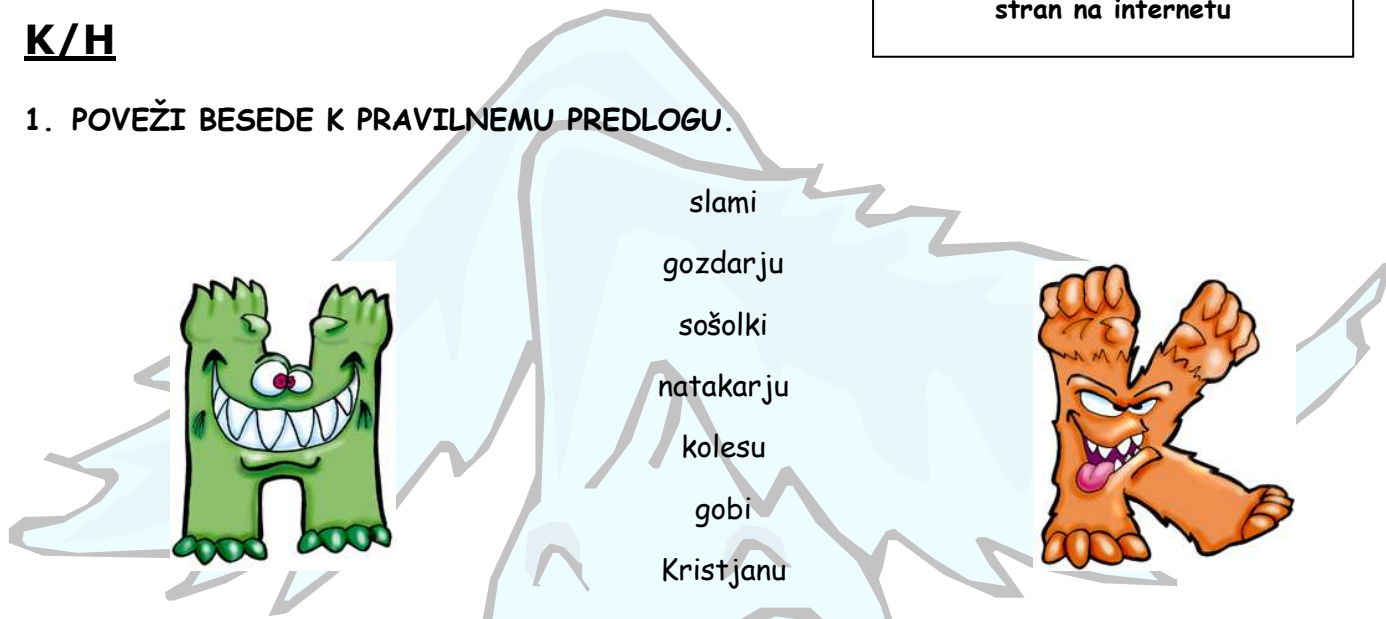 stran na internetu
K/H
1. POVEŽI BESEDE K PRAVILNEMU PREDLOGU.
slami
gozdarju
sošolki
natakarju
kolesu
gobi
Kristjanu
H
K